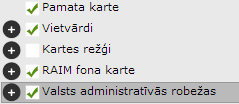 Pamata karte
Vietvārdi
Kartes režģi
RAIM fona karte
Valsts administratīvās robežas